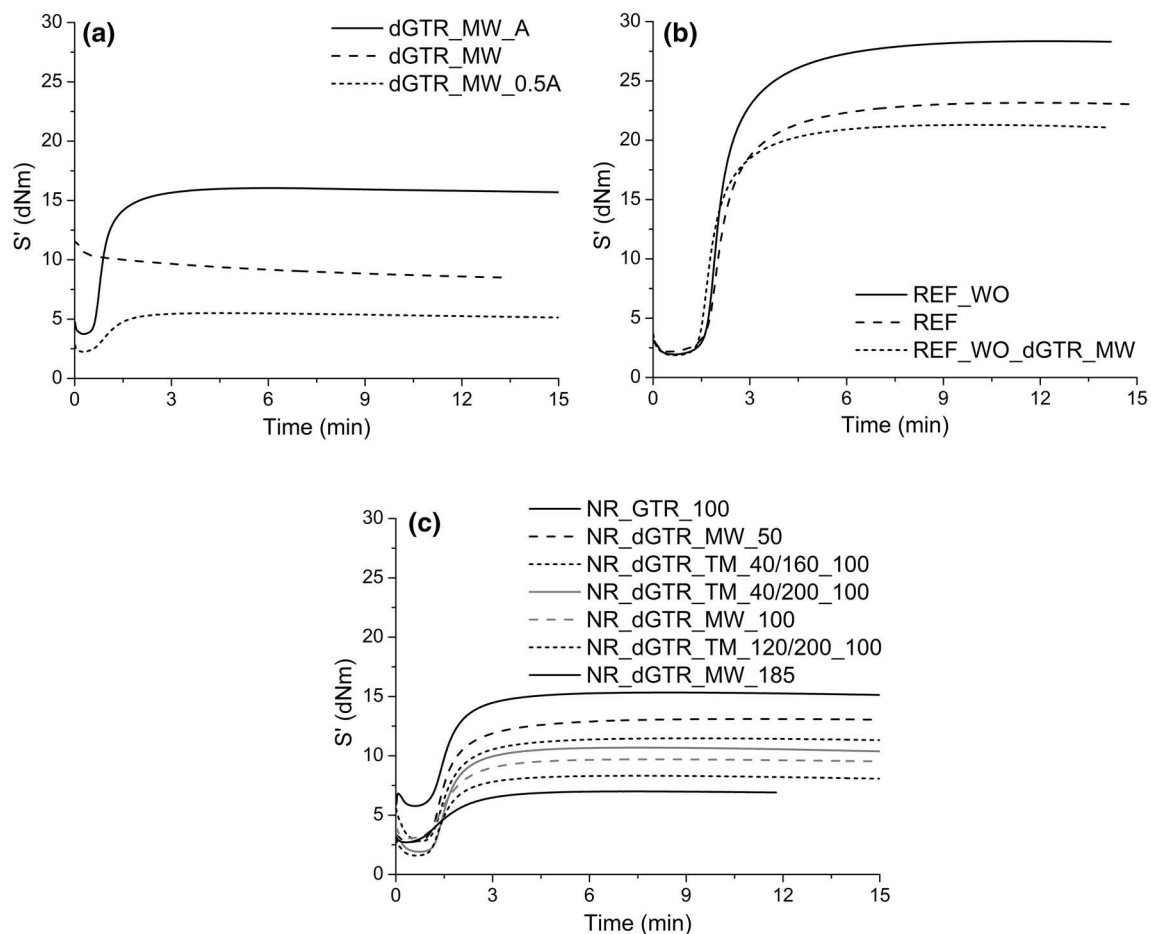 (a)
dGTR_MW_A
dGTR_MW
dGTR_MW_0.5A
30
25
20
15
10
5
0
S' (dNm)
0 3 6 9 12 15
Time (min)
(b)
REF_WO
REF
REF_WO_dGTR_MW
30
25
20
15
10
5
0
S' (dNm)
0 3 6 9 12 15
Time (min)
(c)
NR_GTR_100
NR_dGTR_MW_50
NR_dGTR_TM_40/160_100
NR_dGTR_TM_40/200_100
NR_dGTR_MW_100
NR_dGTR_TM_120/200_100
NR_dGTR_MW_185
30
25
20
15
10
5
0
S' (dNm)
0 3 6 9 12 15
Time (min)